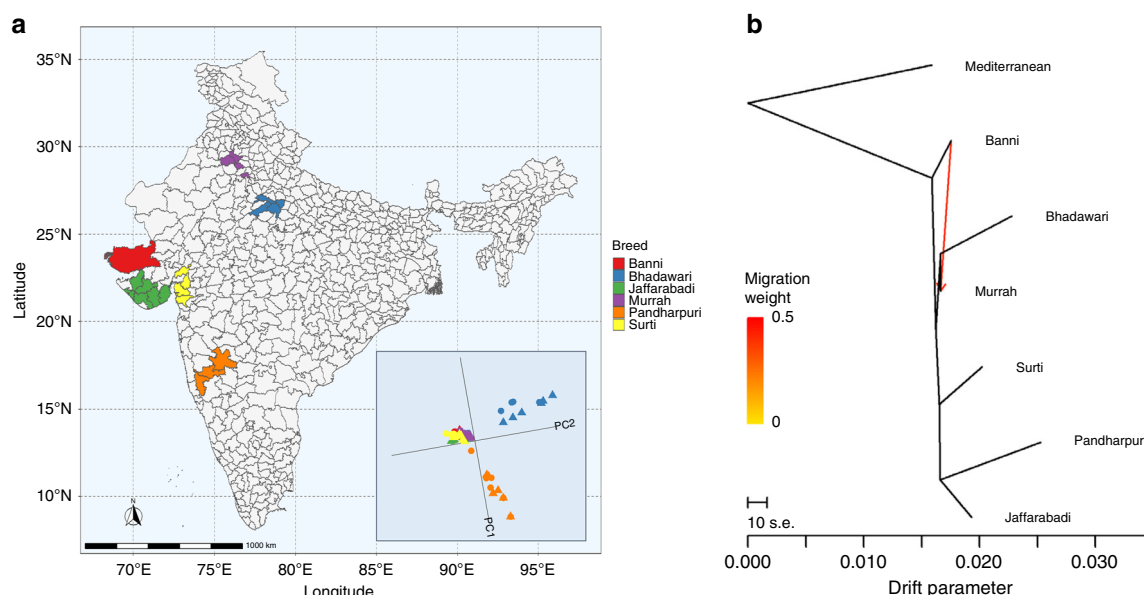 a
35°N
30°N
25°N
20°N
15°N
10°N
Latitude
70°E
75°E
80°E
85°E
90°E
95°E
Longitude
N
1000 km
Breed
Banni
Bhadawari
Jaffarabadi
Murrah
Pandharpuri
Surti
PC2
PC1
b
Mediterranean
Banni
Bhadawari
Murrah
Surti
Pandharpur
Jaffarabadi
Migration
weight
0.5
0
10 s.e.
0.000
0.010
0.020
0.030
Drift parameter